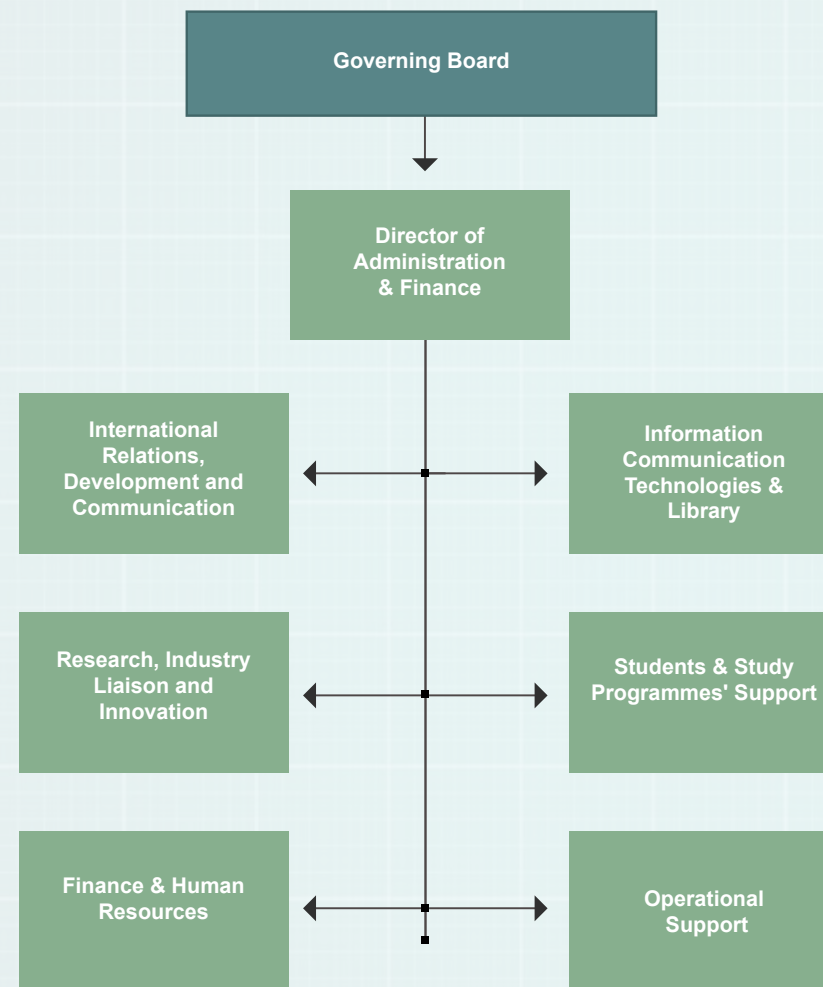 Governing Board
Director of
Administration
& Finance
International
Relations,
Development and
Communication
Information
Communication
Technologies &
Library
Research, Industry
Liaison and
Innovation
Students & Study
Programmes' Support
Finance & Human
Resources
Operational
Support